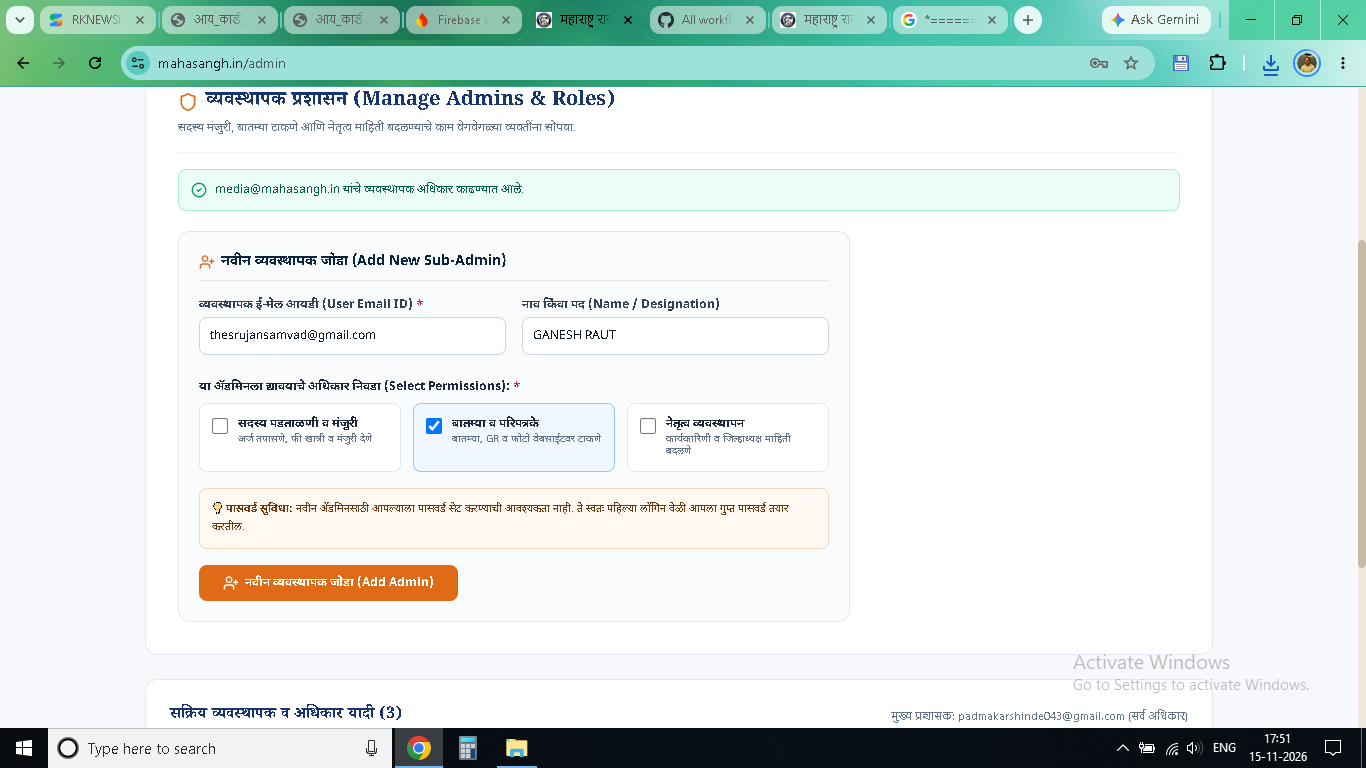 RKNEWS
आय_कार्ड_
आय_कार्ड_
Firebase c
महाराष्ट्र रा
All workfl
महाराष्ट्र रा
*======
Ask Gemini
mahasangh.in/admin
व्यवस्थापक प्रशासन (Manage Admins & Roles)
सदस्य मंजुरी, बातम्या टाकणे आणि नेतृत्व माहिती बदलण्याचे काम वेगवेगळ्या व्यक्तींना सोपवा.
media@mahasangh.in यांचे व्यवस्थापक अधिकार काढण्यात आले.
नवीन व्यवस्थापक जोडा (Add New Sub-Admin)
व्यवस्थापक ई-मेल आयडी (User Email ID) *
नाव किंवा पद (Name / Designation)
thesrujansamvad@gmail.com
GANESH RAUT
या ॲडमिनला द्यावयाचे अधिकार निवडा (Select Permissions): *
सदस्य पडताळणी व मंजुरी
अर्ज तपासणे, फी खात्री व मंजुरी देणे
बातम्या व परिपत्रके
बातम्या, GR व फोटो वेबसाईटवर टाकणे
नेतृत्व व्यवस्थापन
कार्यकारिणी व जिल्हाध्यक्ष माहिती
बदलणे
पासवर्ड सुविधा: नवीन ॲडमिनसाठी आपल्याला पासवर्ड सेट करण्याची आवश्यकता नाही. ते स्वतः पहिल्या लॉगिन वेळी आपला गुप्त पासवर्ड तयार
करतील.
नवीन व्यवस्थापक जोडा (Add Admin)
Activate Windows
Go to Settings to activate Windows.
सक्रिय व्यवस्थापक व अधिकार यादी (3)
मुख्य प्रशासक: padmakarshinde043@gmail.com (सर्व अधिकार)
Type here to search
ENG
17:51
15-11-2026